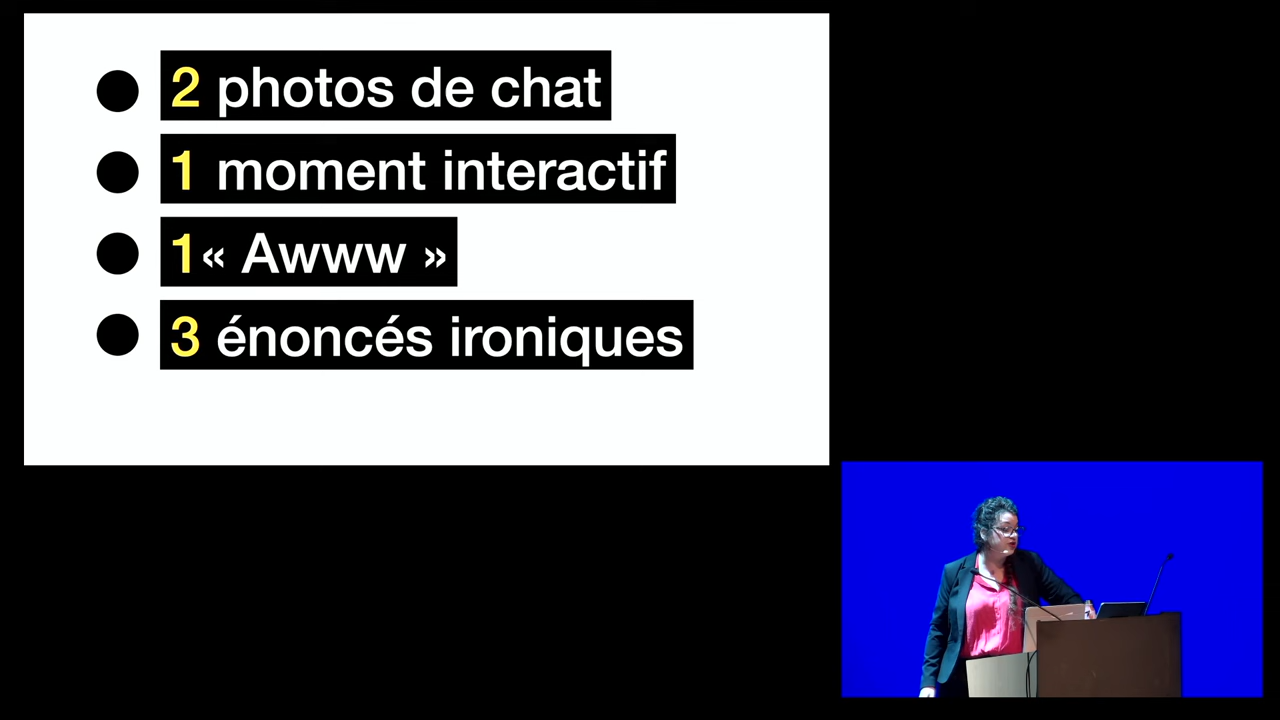 2 photos de chat
1 moment interactif
1« Awww »
3 énoncés ironiques